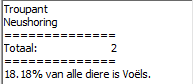 Troupant
Neushoring
==============
Totaal: 2
==============
18.18% van alle diere is Voëls.